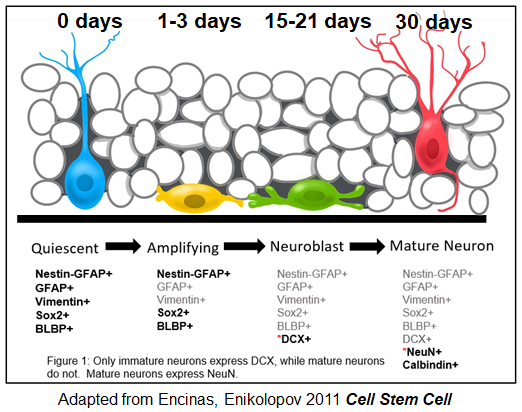 0 days 1-3 days 15-21 days 30 days
Quiescent Amplifying Neuroblast Mature Neuron
Nestin-GFAP+ Nestin-GFAP+ Nestin-GFAP+ Nestin-GFAP+
GFAP+ GFAP+ GFAP+ GFAP+
Vimentin+ Vimentin+ Vimentin+ Vimentin+
Sox2+ Sox2+ Sox2+ Sox2+
BLBP+ BLBP+ BLBP+ BLBP+
*DCX+ DCX+
*NeuN+
Calbindin+
Figure 1: Only immature neurons express DCX, while mature neurons
do not. Mature neurons express NeuN.
Adapted from Encinas, Enikolopov 2011 Cell Stem Cell